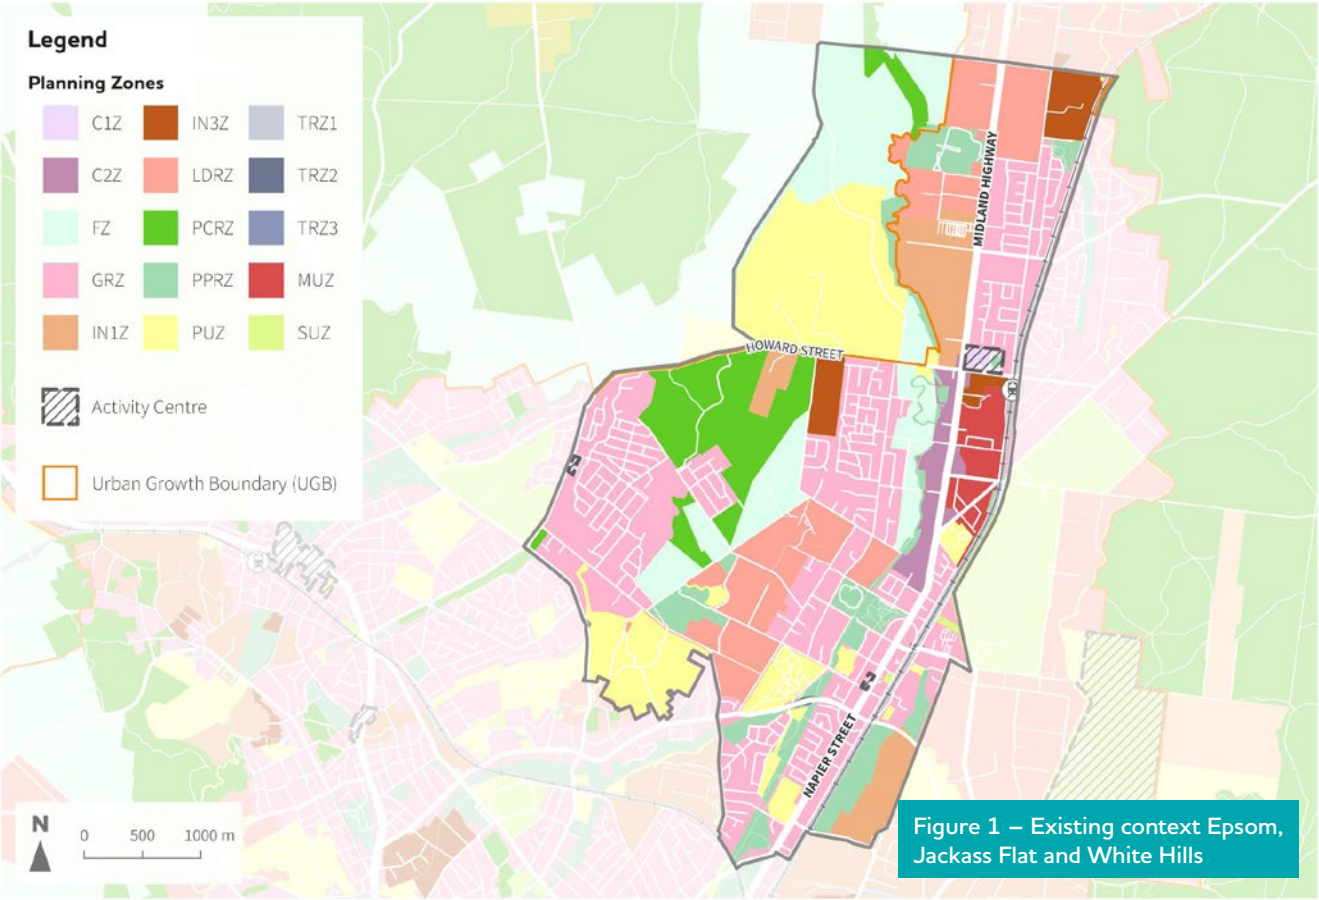 Legend
Planning Zones
C1Z IN3Z TRZ1
C2Z LDRZ TRZ2
FZ PCRZ TRZ3
GRZ PPRZ MUZ
IN1Z PUZ SUZ
Activity Centre
Urban Growth Boundary (UGB)
MIDLAND HIGHWAY
HOWARD STREET
NAPIER STREET
N
0 500 1000 m
Figure 1 – Existing context Epsom,
Jackass Flat and White Hills